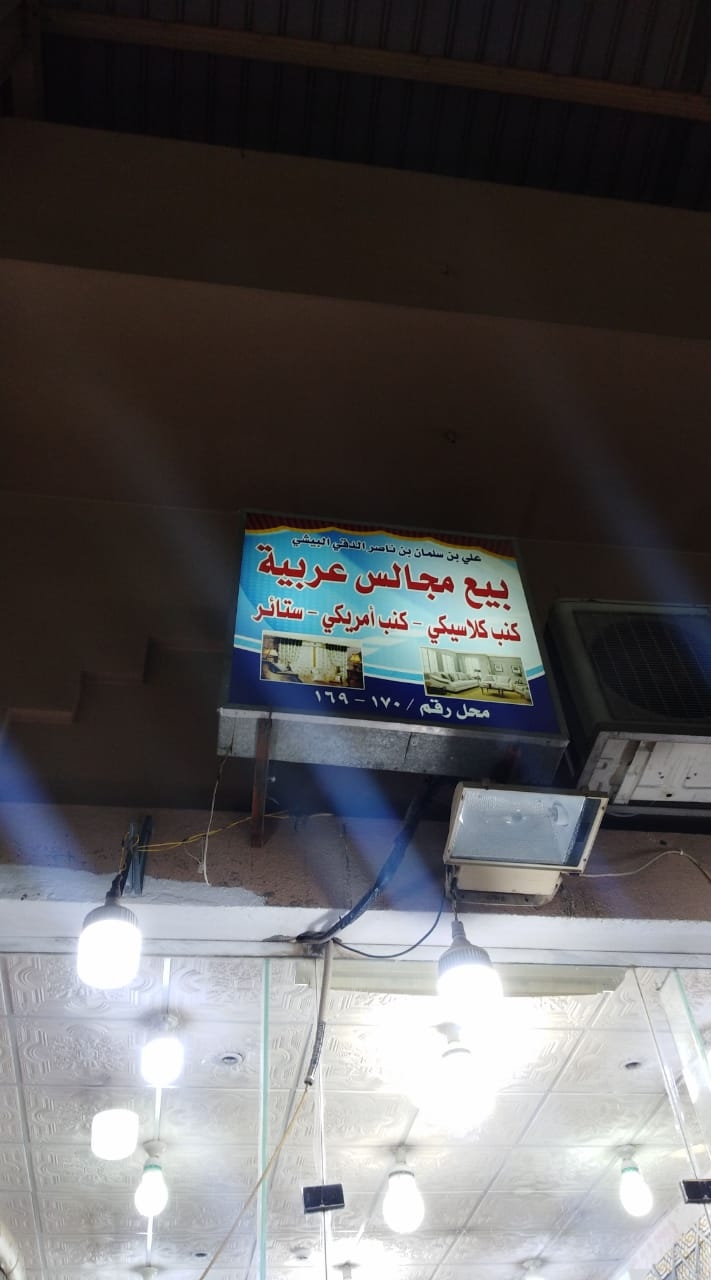 علي بن سلمان بن ناصر الدقي البيشي
بيع مجالس عربية
كنب كلاسيكي - كنب أمريكي - ستائر
محل رقم / ١٧٠ - ١٦٩